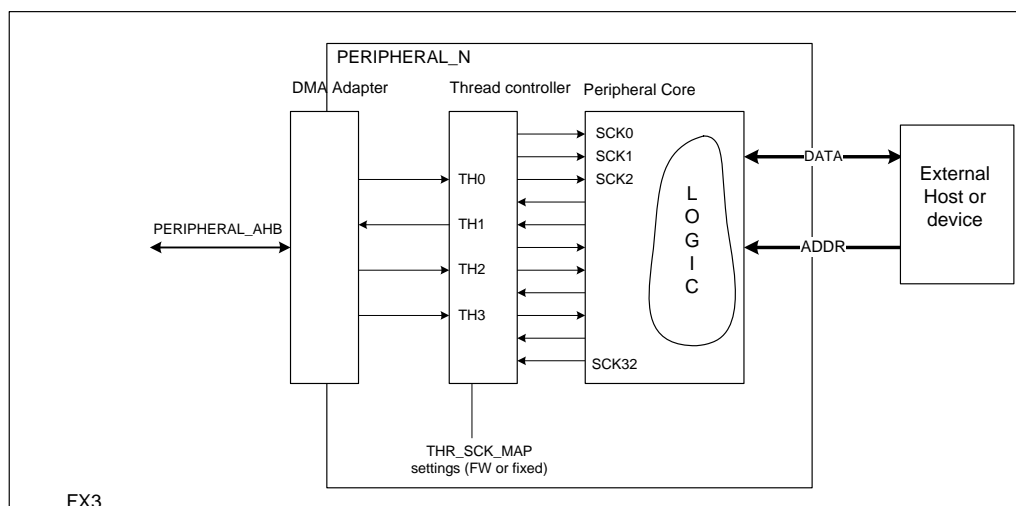 PERIPHERAL_N
DMA Adapter
Thread controller
Peripheral Core
SCK0
SCK1
SCK2
TH0
TH1
TH2
TH3
SCK32
LOGIC
DATA
ADDR
External
Host or
device
PERIPHERAL_AHB
THR_SCK_MAP
settings (FW or fixed)
FX3